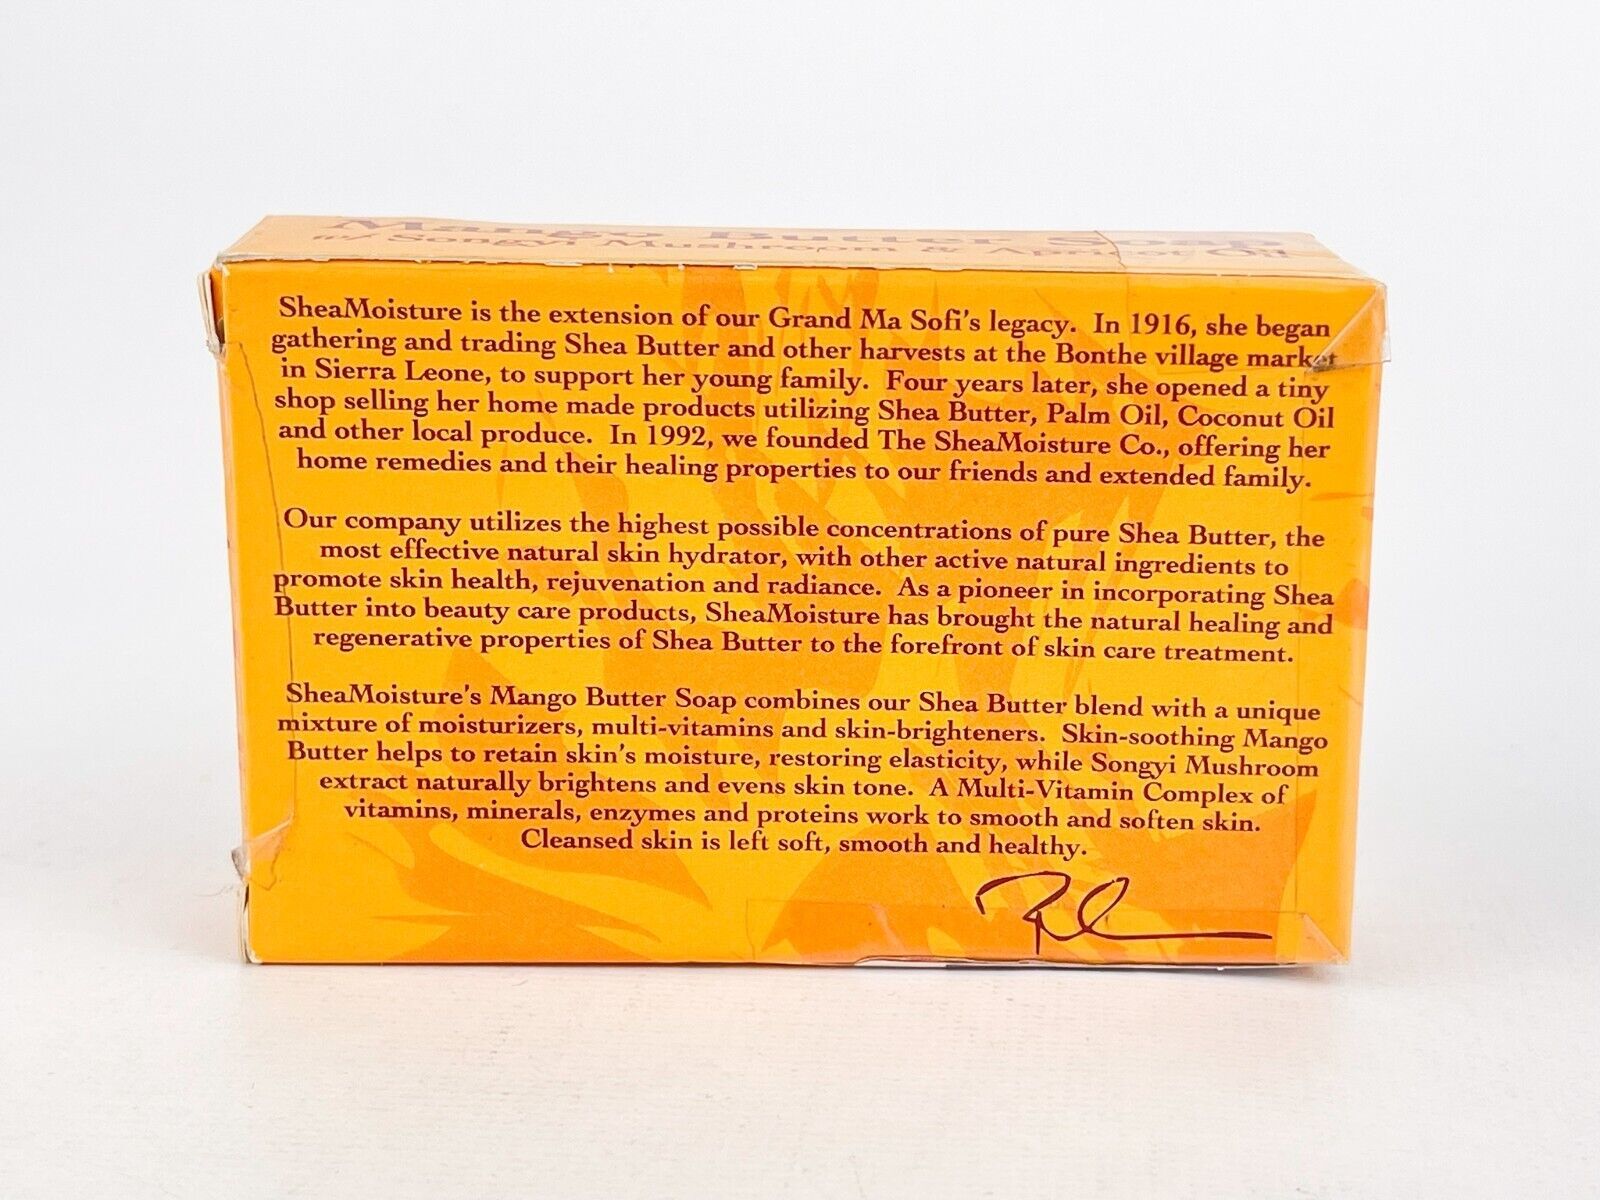 Mango Butter Soap
w/ Songyi Mushroom & Apricot Oil
SheaMoisture is the extension of our Grand Ma Sofi's legacy. In 1916, she began
gathering and trading Shea Butter and other harvests at the Bonthe village market
in Sierra Leone, to support her young family. Four years later, she opened a tiny
shop selling her home made products utilizing Shea Butter, Palm Oil, Coconut Oil
and other local produce. In 1992, we founded The SheaMoisture Co., offering her
home remedies and their healing properties to our friends and extended family.
Our company utilizes the highest possible concentrations of pure Shea Butter, the
most effective natural skin hydrator, with other active natural ingredients to
promote skin health, rejuvenation and radiance. As a pioneer in incorporating Shea
Butter into beauty care products, SheaMoisture has brought the natural healing and
regenerative properties of Shea Butter to the forefront of skin care treatment.
SheaMoisture's Mango Butter Soap combines our Shea Butter blend with a unique
mixture of moisturizers, multi-vitamins and skin-brighteners. Skin-soothing Mango
Butter helps to retain skin's moisture, restoring elasticity, while Songyi Mushroom
extract naturally brightens and evens skin tone. A Multi-Vitamin Complex of
vitamins, minerals, enzymes and proteins work to smooth and soften skin.
Cleansed skin is left soft, smooth and healthy.